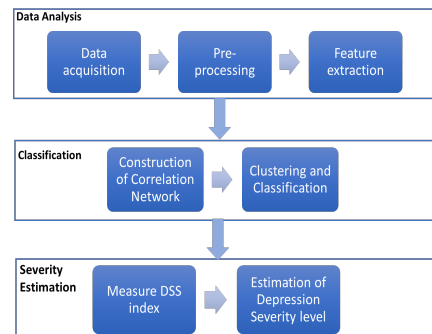 Data Analysis
Data
acquisition
Pre-
processing
Feature
extraction
Classification
Construction
of Correlation
Network
Clustering and
Classification
Severity
Estimation
Measure DSS
index
Estimation of
Depression
Severity level